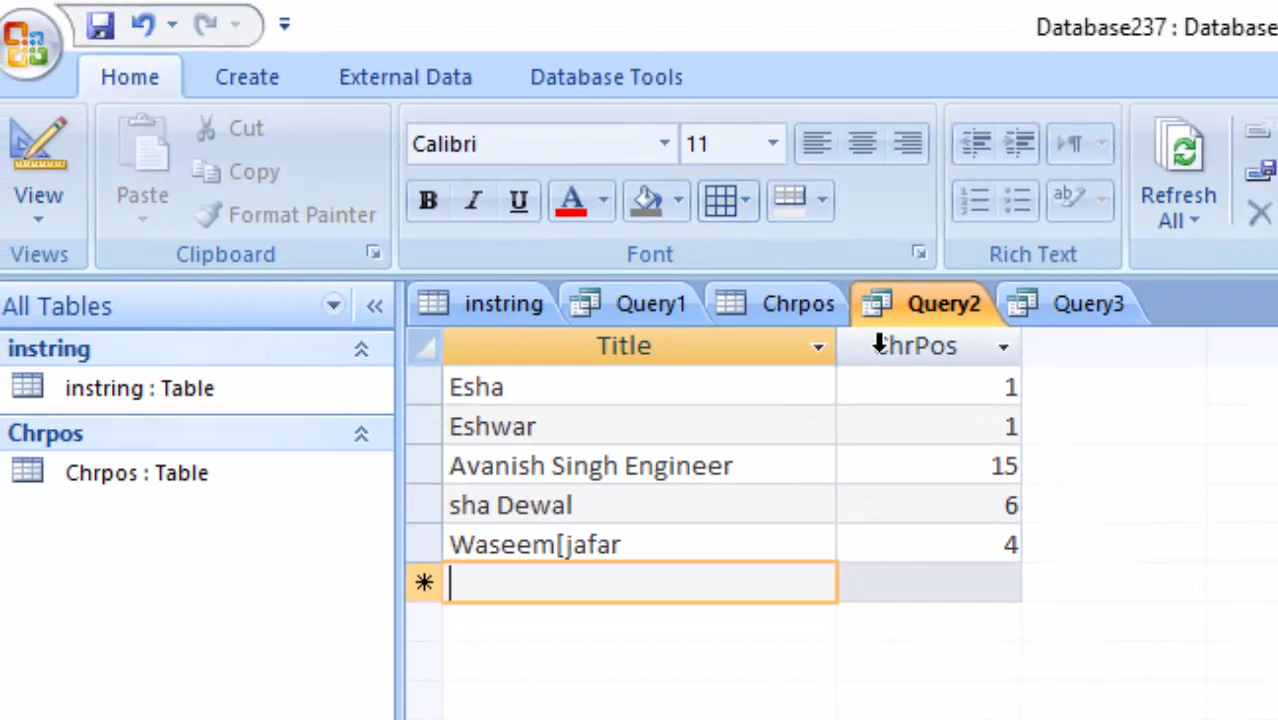 Database237 : Database
Home Create External Data Database Tools
View
Views
Paste
Cut
Copy
Format Painter
Clipboard
Calibri 11
B I U A
Font
ab
Rich Text
Refresh
All
All Tables
instring
instring : Table
Chrpos
Chrpos : Table
instring Query1 Chrpos Query2 Query3
Title ChrPos
Esha 1
Eshwar 1
Avanish Singh Engineer 15
sha Dewal 6
Waseem[jafar 4